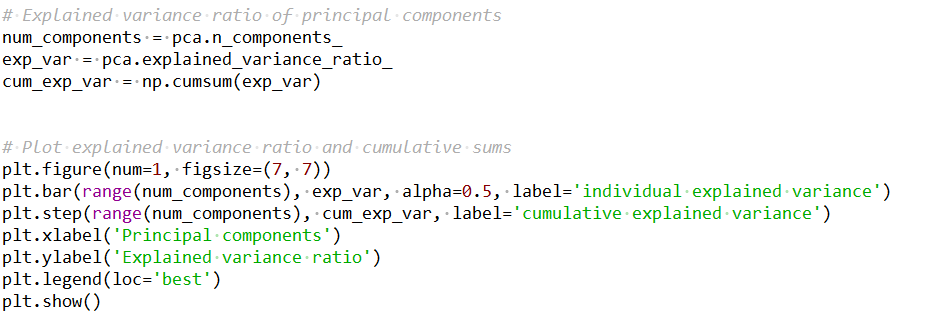 # Explained variance ratio of principal components
num_components = pca.n_components_
exp_var = pca.explained_variance_ratio_
cum_exp_var = np.cumsum(exp_var)
# Plot explained variance ratio and cumulative sums
plt.figure(num=1, figsize=(7, 7))
plt.bar(range(num_components), exp_var, alpha=0.5, label='individual explained variance')
plt.step(range(num_components), cum_exp_var, label='cumulative explained variance')
plt.xlabel('Principal components')
plt.ylabel('Explained variance ratio')
plt.legend(loc='best')
plt.show()